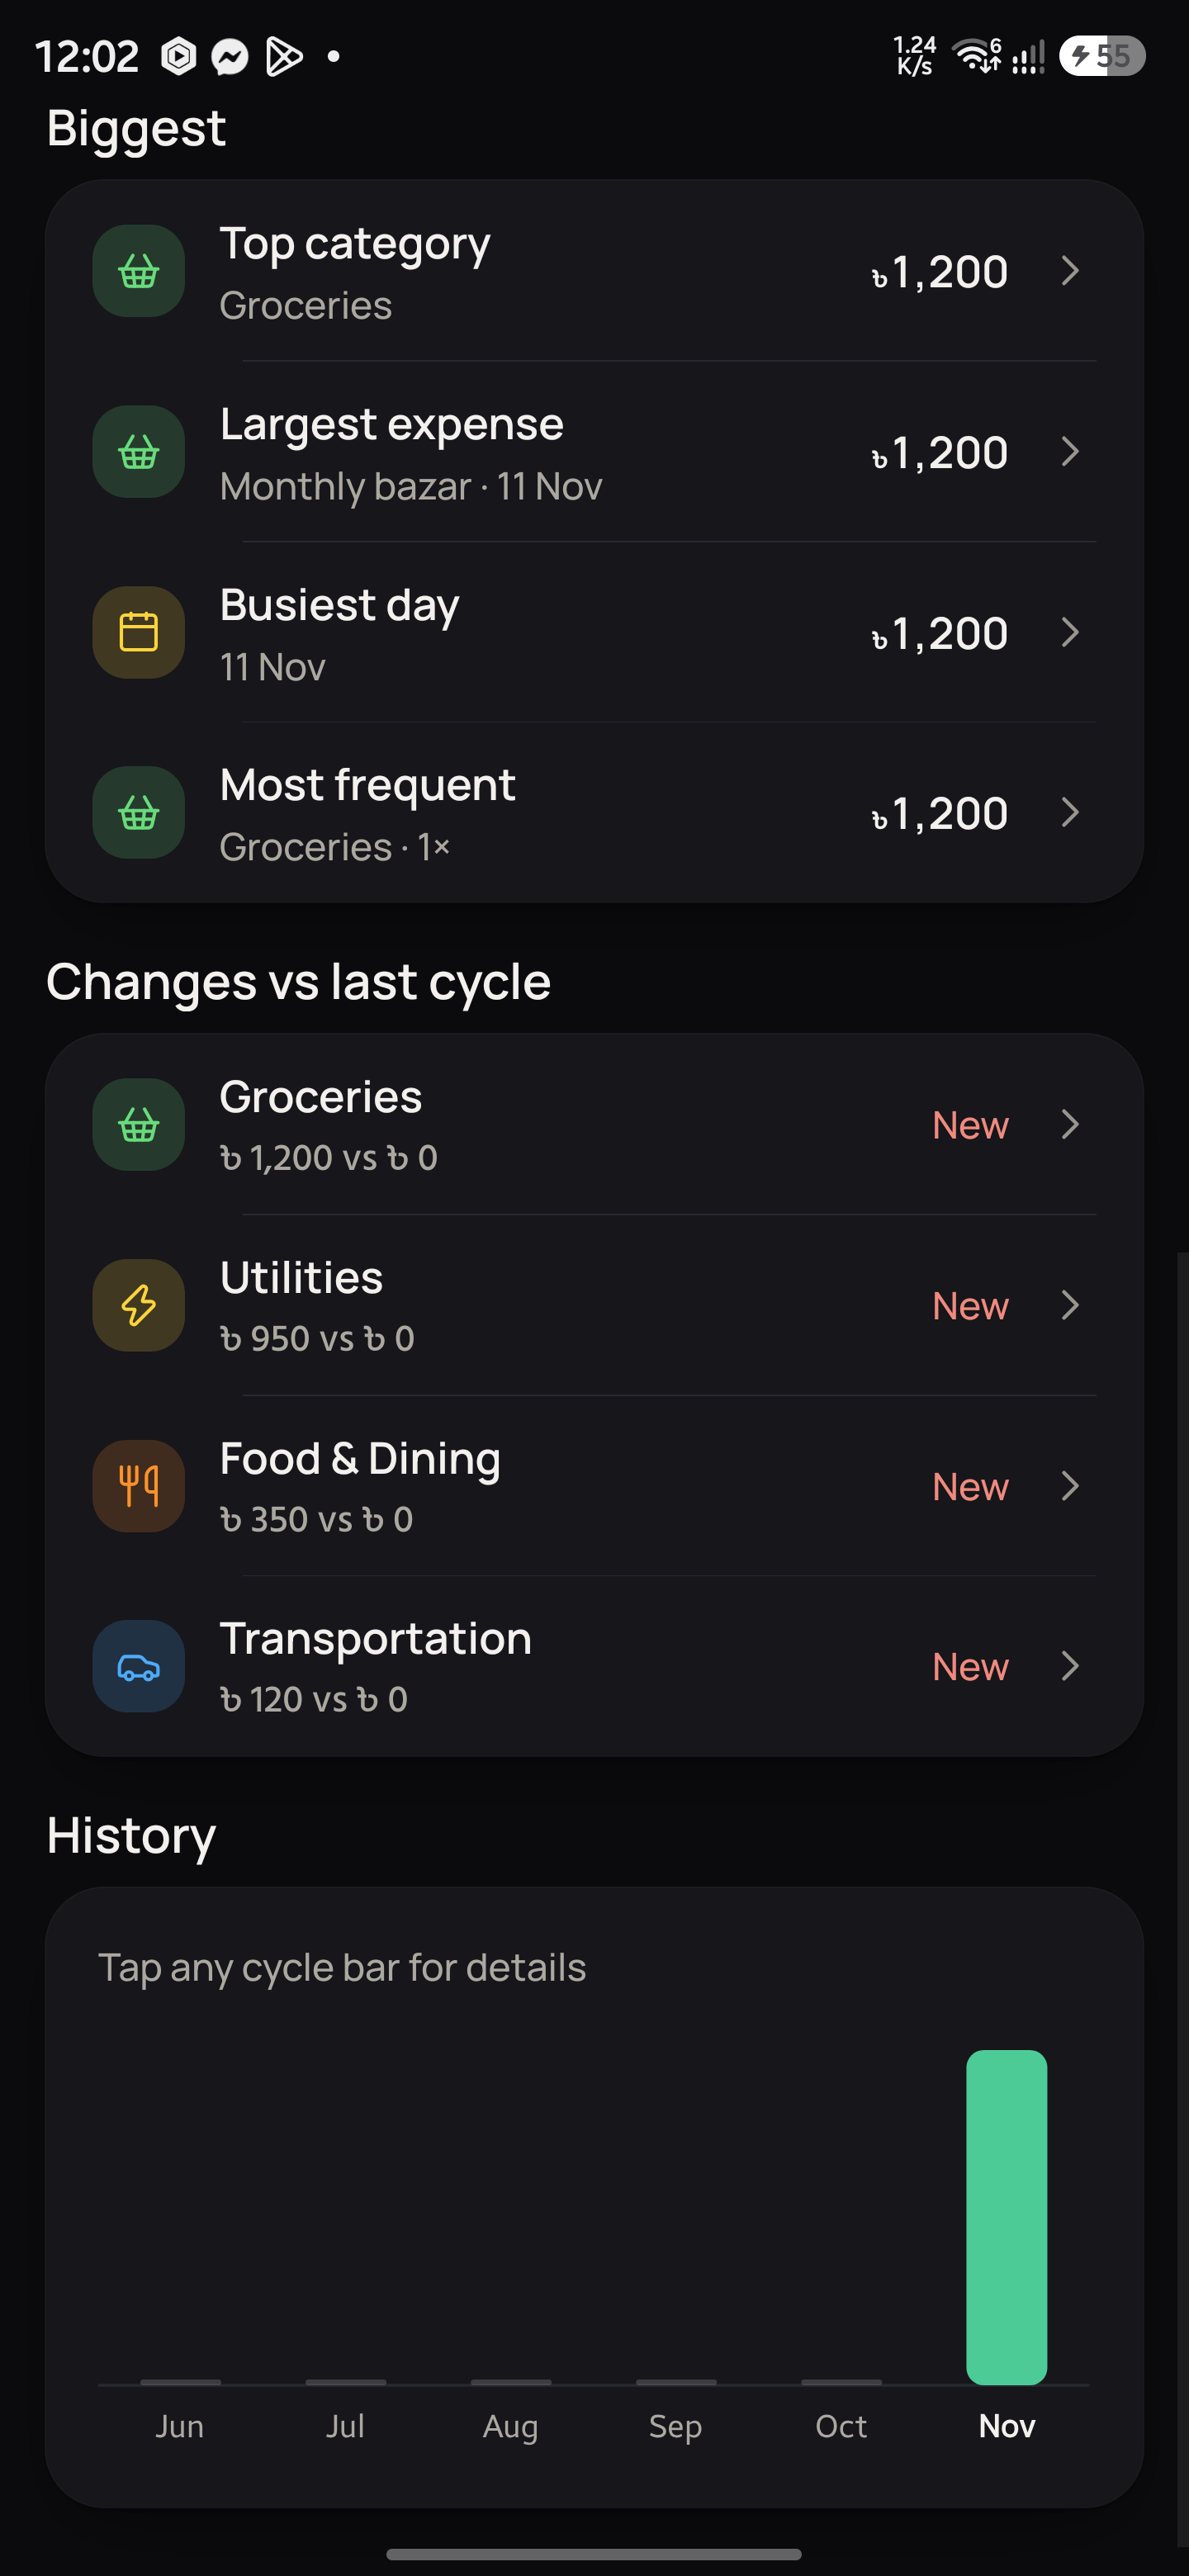 12:02
1.24
K/s
6
55
Biggest
Top category
Groceries
৳1,200
Largest expense
Monthly bazar · 11 Nov
৳1,200
Busiest day
11 Nov
৳1,200
Most frequent
Groceries · 1×
৳1,200
Changes vs last cycle
Groceries
৳ 1,200 vs ৳ 0
New
Utilities
৳ 950 vs ৳ 0
New
Food & Dining
৳ 350 vs ৳ 0
New
Transportation
৳ 120 vs ৳ 0
New
History
Tap any cycle bar for details
Jun Jul Aug Sep Oct Nov